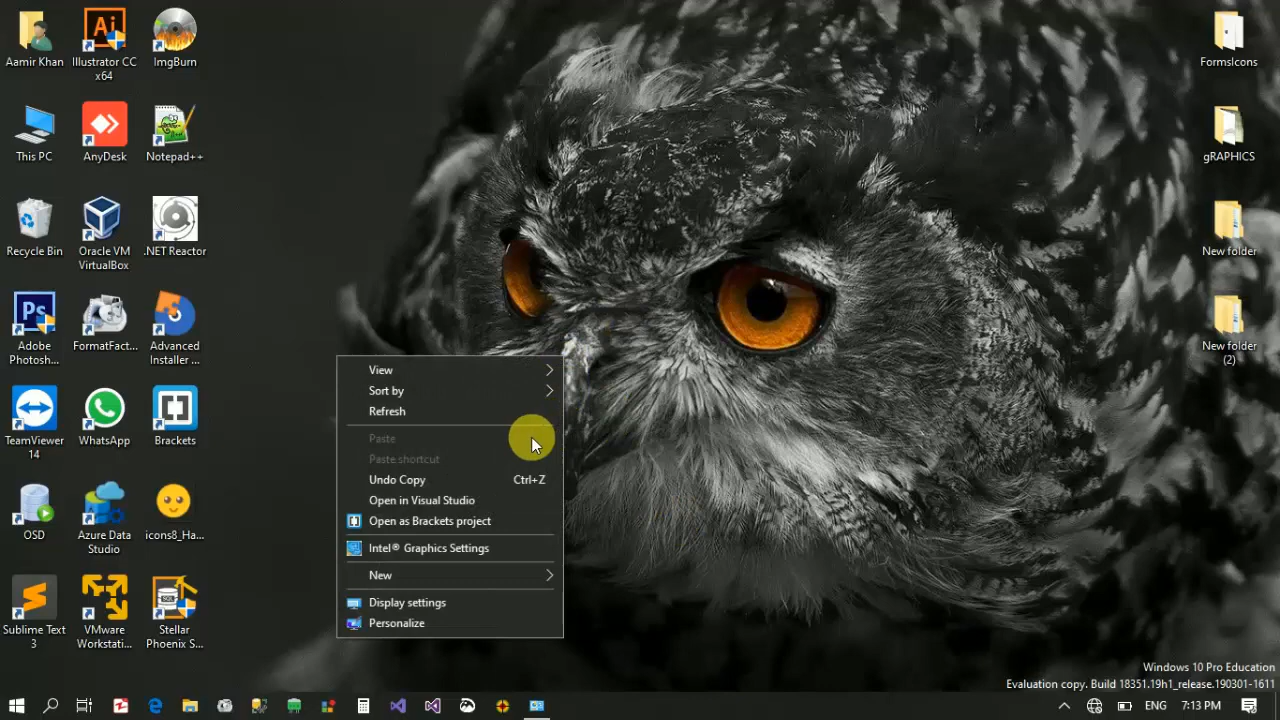 Aamir Khan
Illustrator CC
x64
ImgBurn
This PC
AnyDesk
Notepad++
Recycle Bin
Oracle VM
VirtualBox
.NET Reactor
Adobe
Photosh...
FormatFact...
Advanced
Installer ...
TeamViewer
14
WhatsApp
Brackets
OSD
Azure Data
Studio
icons8_Ha...
Sublime Text
3
VMware
Workstati...
Stellar
Phoenix S...
FormsIcons
gRAPHICS
New folder
New folder
(2)
View
Sort by
Refresh
Paste
Paste shortcut
Undo Copy Ctrl+Z
Open in Visual Studio
Open as Brackets project
Intel® Graphics Settings
New
Display settings
Personalize
Windows 10 Pro Education
Evaluation copy. Build 18351.19h1_release.190301-1611
ENG 7:13 PM